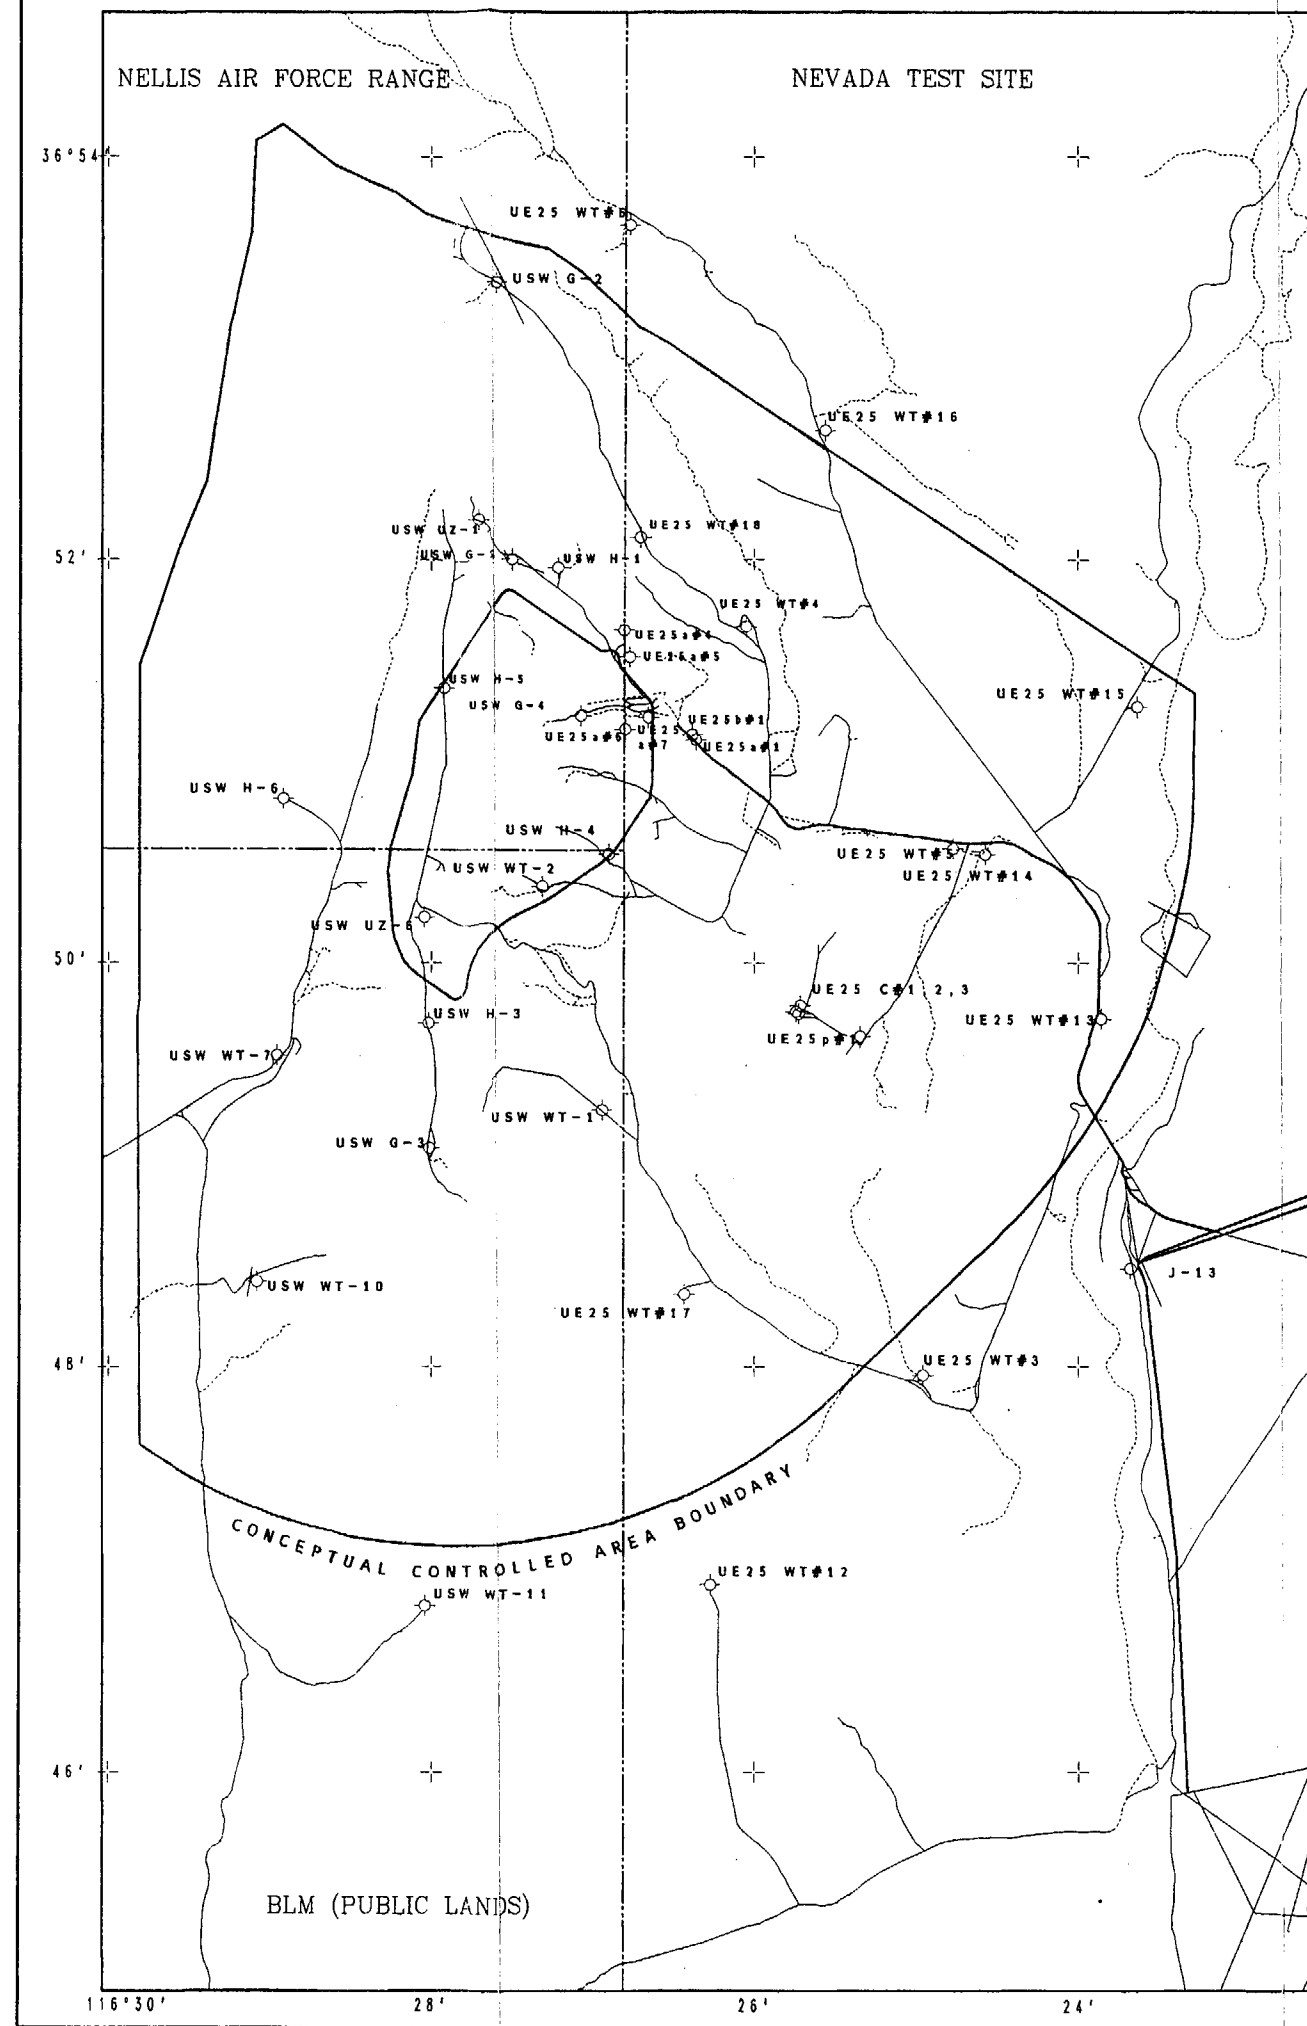 NELLIS AIR FORCE RANGE
NEVADA TEST SITE
36°54'
UE25 WT#6
USW G-2
UE25 WT#16
USW UZ-1
UE25 WT#18
52'
USW G-1
USW H-1
UE25 WT#4
UE25a#4
UE25a#5
USW H-5
UE25 WT#15
USW G-4
UE25b#1
UE25a#6
UE25
a#7
UE25a#1
USW H-6
USW H-4
UE25 WT#5
USW WT-2
UE25 WT#14
USW UZ-6
50'
UE25 C#1, 2,3
USW H-3
UE25 WT#13
UE25p#1
USW WT-7
USW WT-1
USW G-3
J-13
USW WT-10
UE25 WT#17
48'
UE25 WT#3
CONCEPTUAL CONTROLLED AREA BOUNDARY
UE25 WT#12
USW WT-11
46'
BLM (PUBLIC LANDS)
116°30'
28'
26'
24'